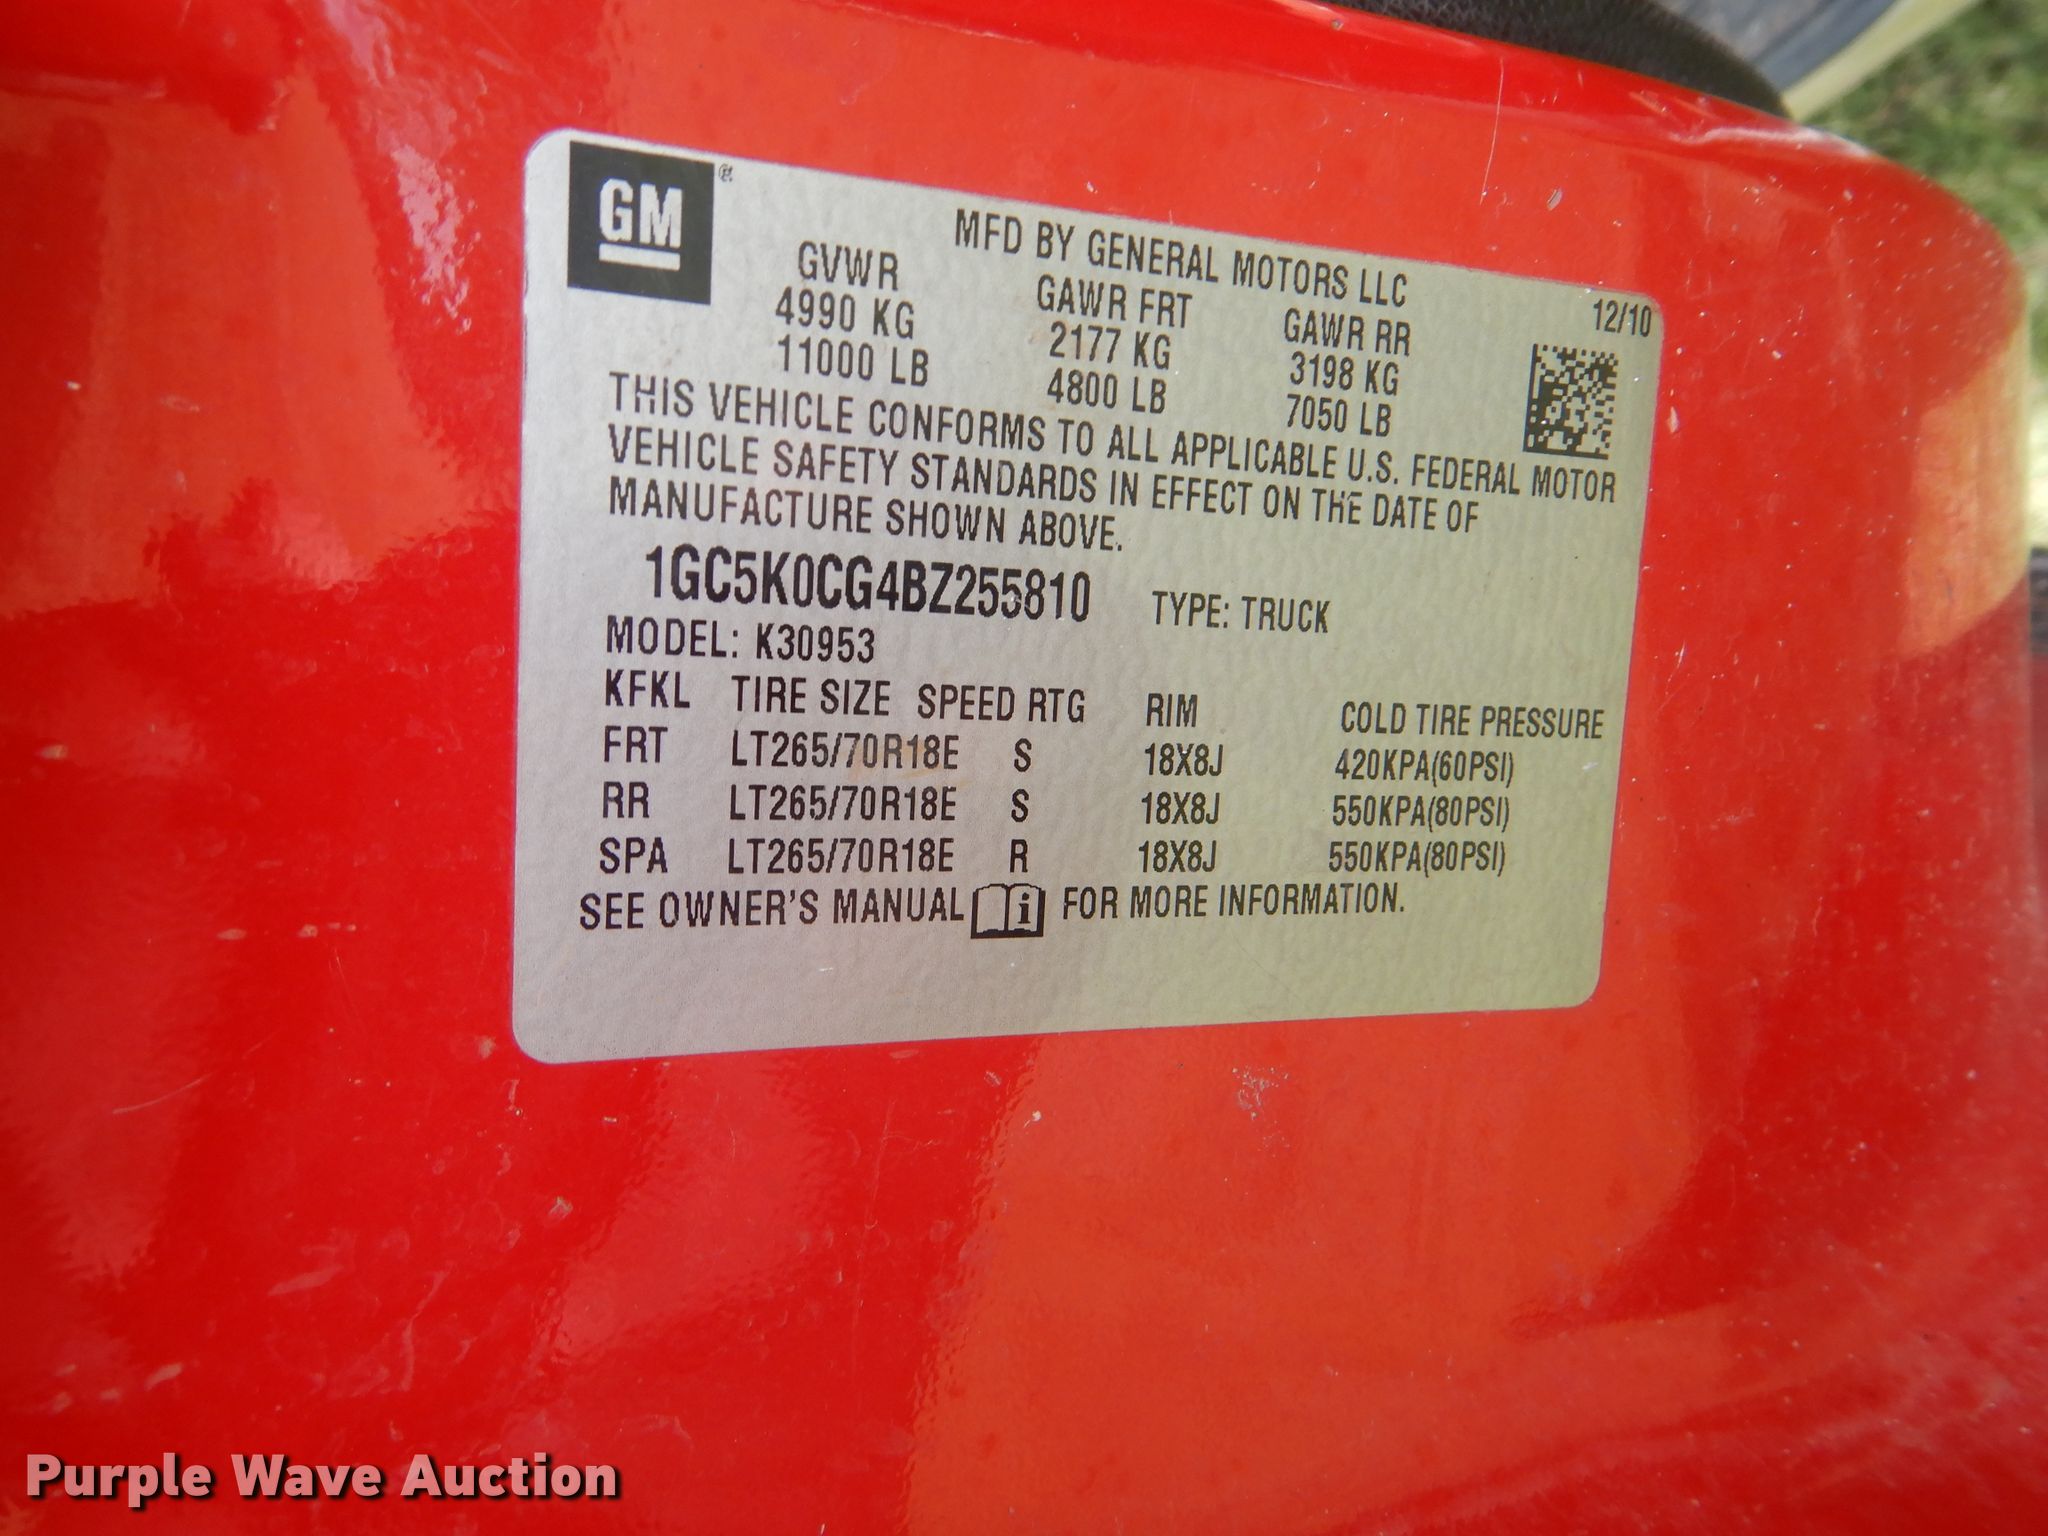 GM ®
MFD BY GENERAL MOTORS LLC
12/10
GVWR GAWR FRT GAWR RR
4990 KG 2177 KG 3198 KG
11000 LB 4800 LB 7050 LB
THIS VEHICLE CONFORMS TO ALL APPLICABLE U.S. FEDERAL MOTOR
VEHICLE SAFETY STANDARDS IN EFFECT ON THE DATE OF
MANUFACTURE SHOWN ABOVE.
1GC5K0CG4BZ255810 TYPE: TRUCK
MODEL: K30953
KFKL TIRE SIZE SPEED RTG RIM COLD TIRE PRESSURE
FRT LT265/70R18E S 18X8J 420KPA(60PSI)
RR LT265/70R18E S 18X8J 550KPA(80PSI)
SPA LT265/70R18E R 18X8J 550KPA(80PSI)
SEE OWNER'S MANUAL i FOR MORE INFORMATION.
Purple Wave Auction